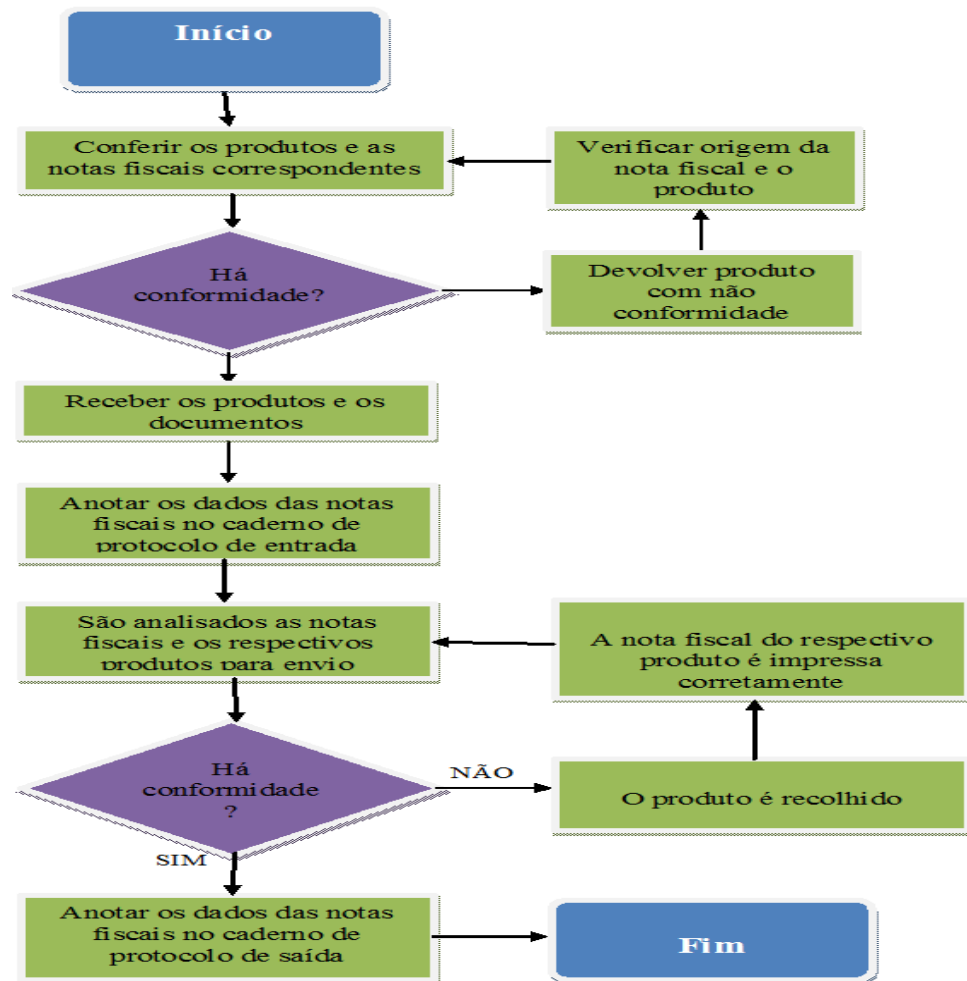 Início
Conferir os produtos e as
notas fiscais correspondentes
Verificar origem da
nota fiscal e o
produto
Há
conformidade?
Devolver produto
com não
conformidade
Receber os produtos e os
documentos
Anotar os dados das notas
fiscais no caderno de
protocolo de entrada
São analisados as notas
fiscais e os respectivos
produtos para envio
A nota fiscal do respectivo
produto é impressa
corretamente
Há
conformidade
?
NÃO
O produto é recolhido
SIM
Anotar os dados das notas
fiscais no caderno de
protocolo de saída
Fim